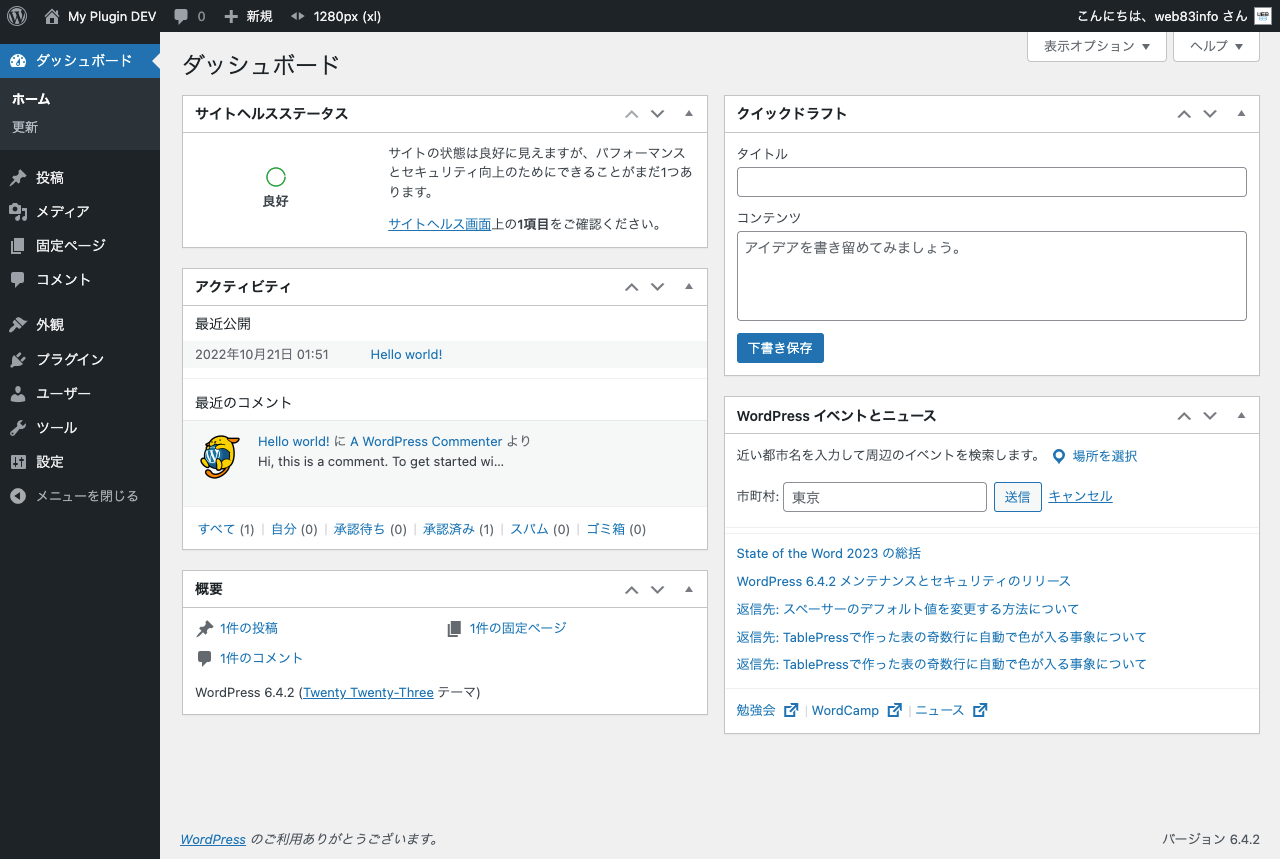 My Plugin DEV 0 新規 1280px (xl) こんにちは、web83info さん
ダッシュボード
ホーム
更新
投稿
メディア
固定ページ
コメント
外観
プラグイン
ユーザー
ツール
設定
メニューを閉じる
表示オプション ヘルプ
ダッシュボード
サイトヘルスステータス
良好
サイトの状態は良好に見えますが、パフォーマンス
とセキュリティ向上のためにできることがまだ1つあ
ります。
サイトヘルス画面上の1項目をご確認ください。
アクティビティ
最近公開
2022年10月21日 01:51 Hello world!
最近のコメント
Hello world! に A WordPress Commenter より
Hi, this is a comment. To get started wi…
すべて (1) | 自分 (0) | 承認待ち (0) | 承認済み (1) | スパム (0) | ゴミ箱 (0)
概要
1件の投稿 1件の固定ページ
1件のコメント
WordPress 6.4.2 (Twenty Twenty-Three テーマ)
クイックドラフト
タイトル
コンテンツ
アイデアを書き留めてみましょう。
下書き保存
WordPress イベントとニュース
近い都市名を入力して周辺のイベントを検索します。 場所を選択
市町村: 東京 送信 キャンセル
State of the Word 2023 の総括
WordPress 6.4.2 メンテナンスとセキュリティのリリース
返信先: スペーサーのデフォルト値を変更する方法について
返信先: TablePressで作った表の奇数行に自動で色が入る事象について
返信先: TablePressで作った表の奇数行に自動で色が入る事象について
勉強会 | WordCamp | ニュース
WordPress のご利用ありがとうございます。 バージョン 6.4.2